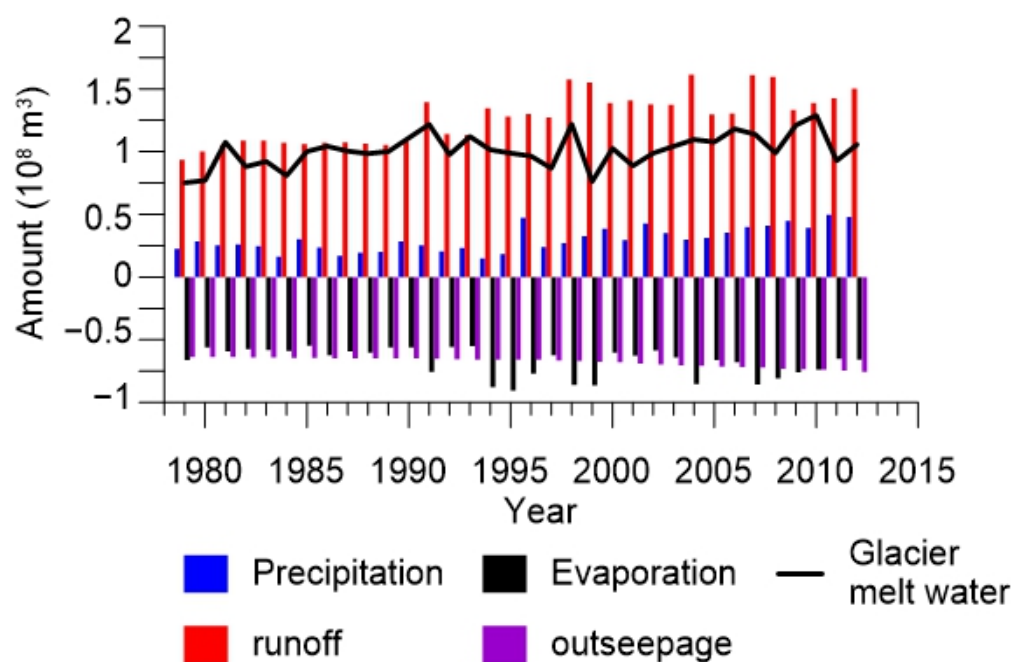 2
1.5
1
0.5
0
−0.5
−1
Amount (10⁸ m³)
1980 1985 1990 1995 2000 2005 2010 2015
Year
Precipitation
Evaporation
Glacier
melt water
runoff
outseepage